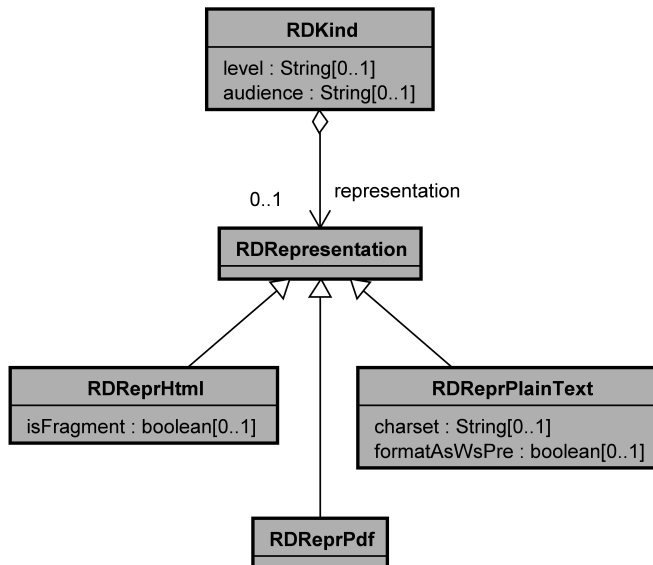 RDKind
level : String[0..1]
audience : String[0..1]
0..1
representation
RDRepresentation
RDReprHtml
isFragment : boolean[0..1]
RDReprPlainText
charset : String[0..1]
formatAsWsPre : boolean[0..1]
RDReprPdf